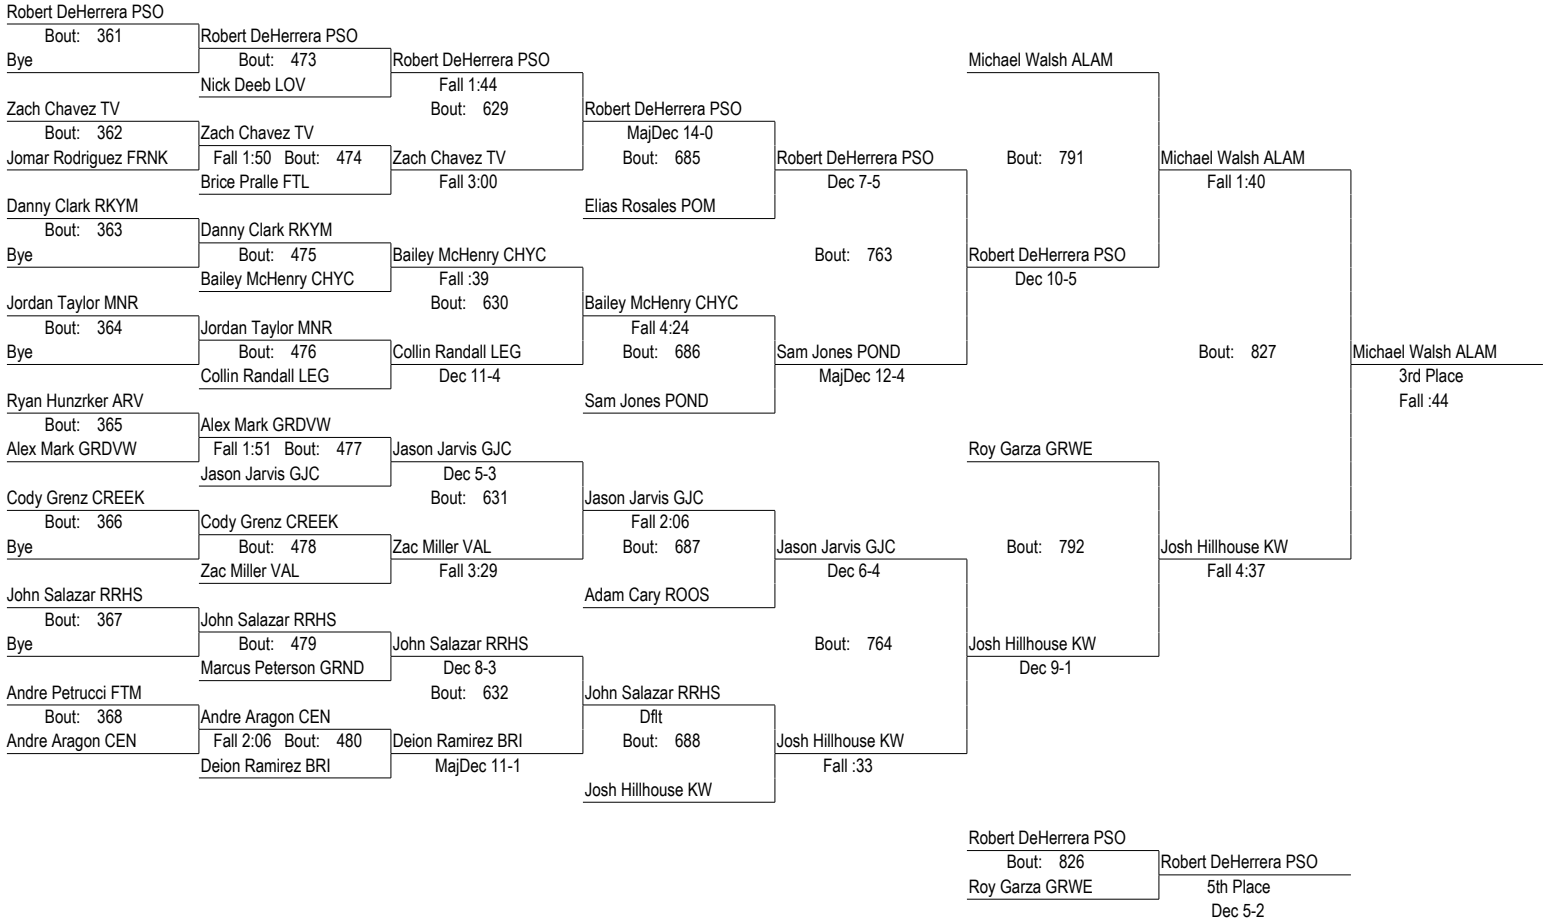 Robert DeHerrera PSO
Bout: 361
Bye
Zach Chavez TV
Bout: 362
Jomar Rodriguez FRNK
Danny Clark RKYM
Bout: 363
Bye
Jordan Taylor MNR
Bout: 364
Bye
Ryan Hunzrker ARV
Bout: 365
Alex Mark GRDVW
Cody Grenz CREEK
Bout: 366
Bye
John Salazar RRHS
Bout: 367
Bye
Andre Petrucci FTM
Bout: 368
Andre Aragon CEN
Robert DeHerrera PSO
Bout: 473
Nick Deeb LOV
Zach Chavez TV
Fall 1:50 Bout: 474
Brice Pralle FTL
Danny Clark RKYM
Bout: 475
Bailey McHenry CHYC
Jordan Taylor MNR
Bout: 476
Collin Randall LEG
Alex Mark GRDVW
Fall 1:51 Bout: 477
Jason Jarvis GJC
Cody Grenz CREEK
Bout: 478
Zac Miller VAL
John Salazar RRHS
Bout: 479
Marcus Peterson GRND
Andre Aragon CEN
Fall 2:06 Bout: 480
Deion Ramirez BRI
Robert DeHerrera PSO
Fall 1:44
Bout: 629
Zach Chavez TV
Fall 3:00
Bailey McHenry CHYC
Fall :39
Bout: 630
Collin Randall LEG
Dec 11-4
Jason Jarvis GJC
Dec 5-3
Bout: 631
Zac Miller VAL
Fall 3:29
John Salazar RRHS
Dec 8-3
Bout: 632
Deion Ramirez BRI
MajDec 11-1
Robert DeHerrera PSO
MajDec 14-0
Bout: 685
Elias Rosales POM
Bailey McHenry CHYC
Fall 4:24
Bout: 686
Sam Jones POND
Jason Jarvis GJC
Fall 2:06
Bout: 687
Adam Cary ROOS
John Salazar RRHS
Dflt
Bout: 688
Josh Hillhouse KW
Robert DeHerrera PSO
Dec 7-5
Bout: 763
Sam Jones POND
MajDec 12-4
Jason Jarvis GJC
Dec 6-4
Bout: 764
Josh Hillhouse KW
Fall :33
Michael Walsh ALAM
Bout: 791
Robert DeHerrera PSO
Dec 10-5
Roy Garza GRWE
Bout: 792
Josh Hillhouse KW
Dec 9-1
Michael Walsh ALAM
Fall 1:40
Bout: 827
Josh Hillhouse KW
Fall 4:37
Michael Walsh ALAM
3rd Place
Fall :44
Robert DeHerrera PSO
Bout: 826
Roy Garza GRWE
Robert DeHerrera PSO
5th Place
Dec 5-2